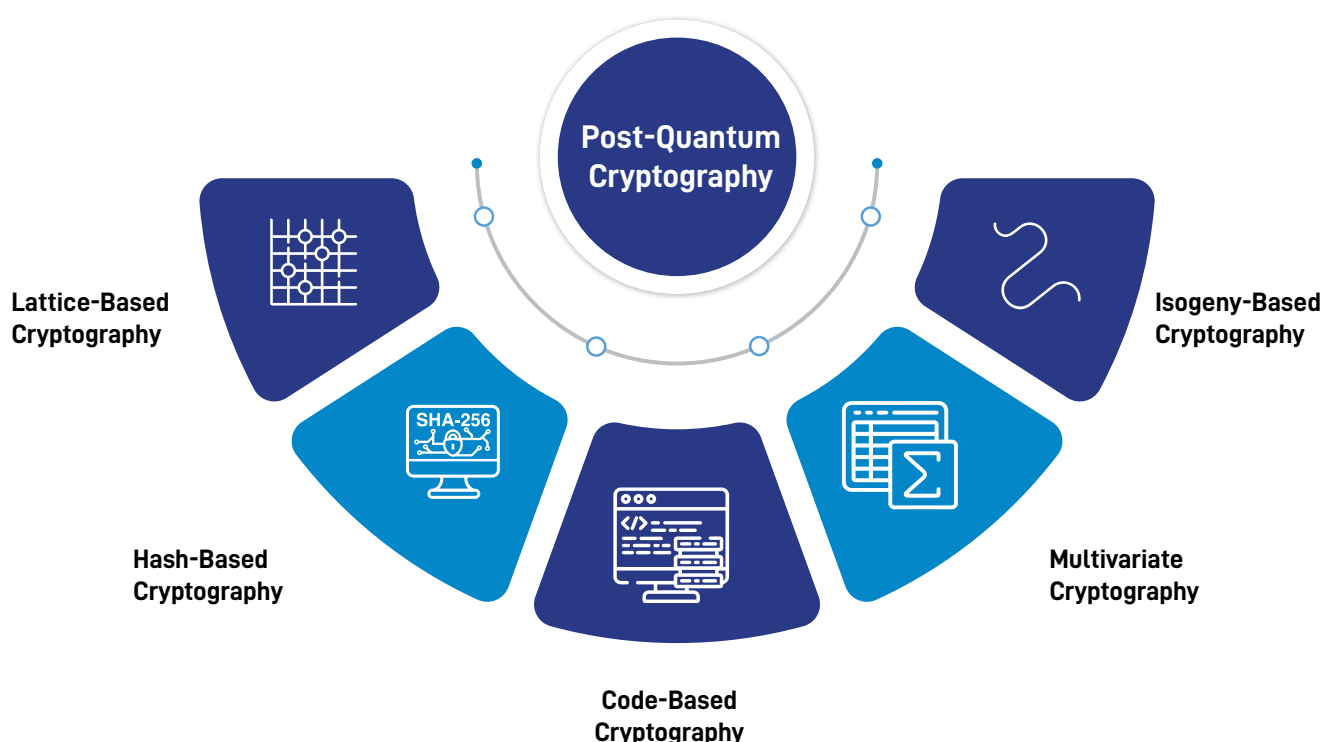 Post-Quantum
Cryptography
Lattice-Based
Cryptography
Isogeny-Based
Cryptography
SHA-256
</>
Hash-Based
Cryptography
Σ
Multivariate
Cryptography
Code-Based
Cryptography